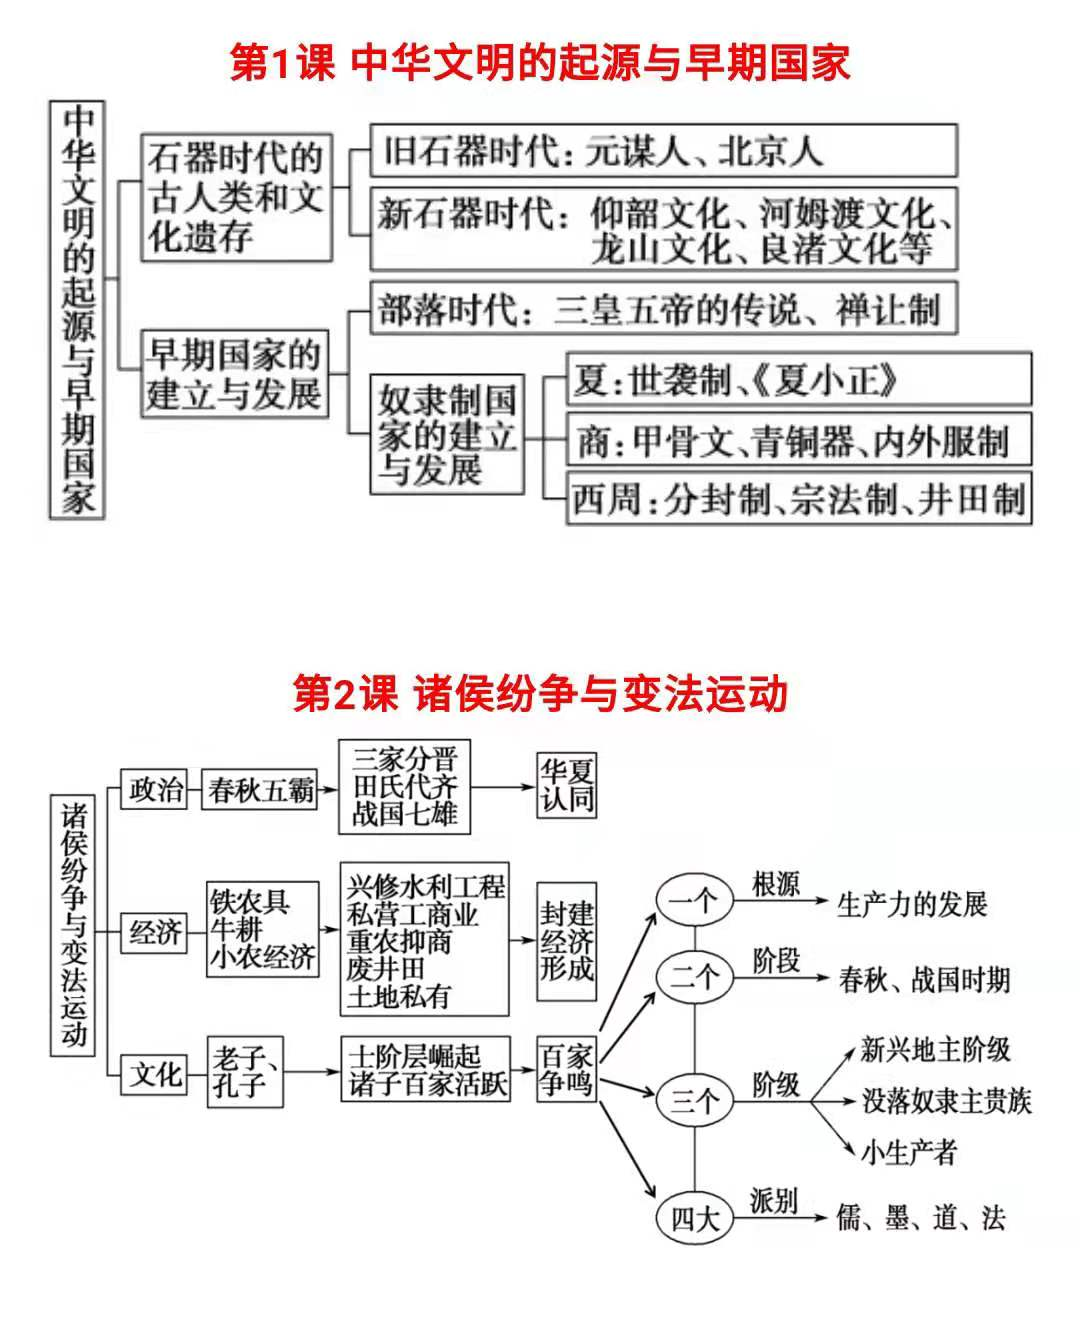 第1课 中华文明的起源与早期国家
中华文明的起源与早期国家
石器时代的
古人类和文
化遗存
旧石器时代：元谋人、北京人
新石器时代：仰韶文化、河姆渡文化、
龙山文化、良渚文化等
早期国家的
建立与发展
部落时代：三皇五帝的传说、禅让制
奴隶制国
家的建立
与发展
夏：世袭制、《夏小正》
商：甲骨文、青铜器、内外服制
西周：分封制、宗法制、井田制
第2课 诸侯纷争与变法运动
诸侯纷争与变法运动
政治
春秋五霸
三家分晋
田氏代齐
战国七雄
华夏
认同
经济
铁农具
牛耕
小农经济
兴修水利工程
私营工商业
重农抑商
废井田
土地私有
封建
经济
形成
文化
老子、
孔子
士阶层崛起
诸子百家活跃
百家
争鸣
一个
根源
生产力的发展
二个
阶段
春秋、战国时期
三个
阶级
新兴地主阶级
没落奴隶主贵族
小生产者
四大
派别
儒、墨、道、法